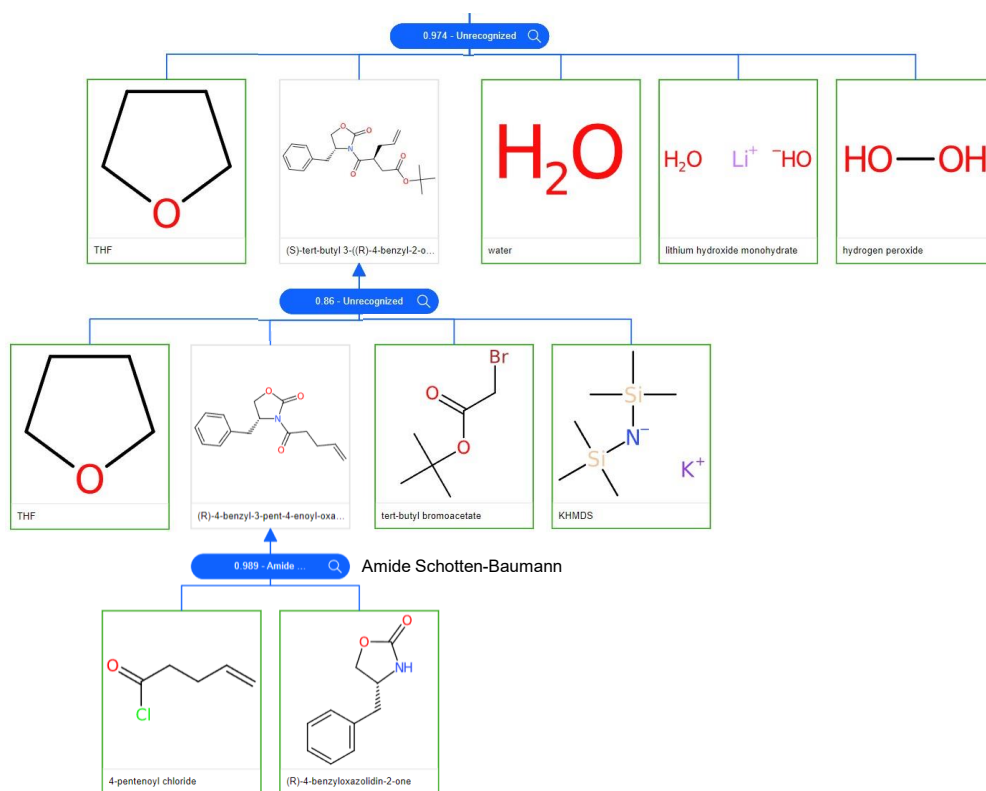 0.974 - Unrecognized
O
THF
O
O
N
O
O
O
(S)-tert-butyl 3-((R)-4-benzyl-2-o...
H2O
water
H2O Li+ −HO
lithium hydroxide monohydrate
HO OH
hydrogen peroxide
0.86 - Unrecognized
O
THF
O
O
N
O
(R)-4-benzyl-3-pent-4-enoyl-oxa...
Br
O
O
tert-butyl bromoacetate
Si
N−
Si
K+
KHMDS
0.989 - Amide ...
Amide Schotten-Baumann
O
Cl
4-pentenoyl chloride
O
O
NH
(R)-4-benzyloxazolidin-2-one